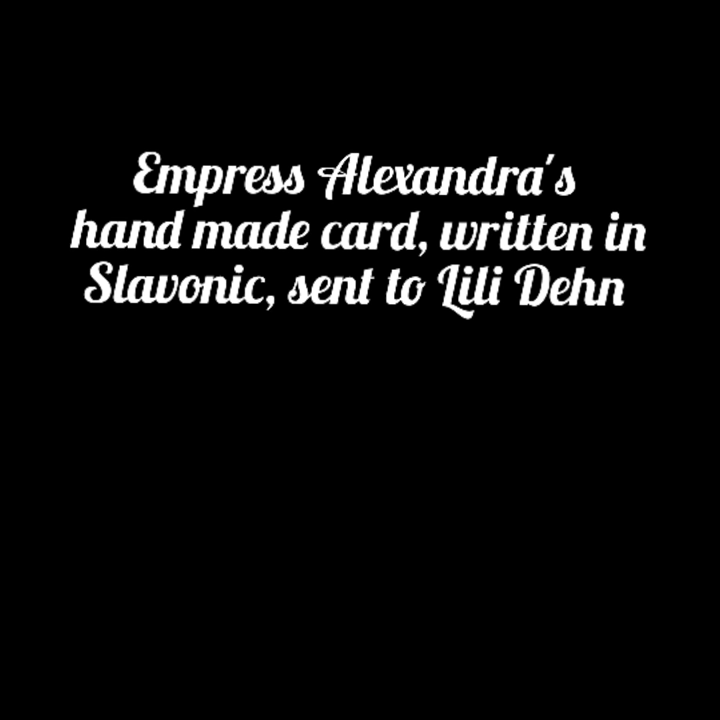 Empress Alexandra's
hand made card, written in
Slavonic, sent to Lili Dehn